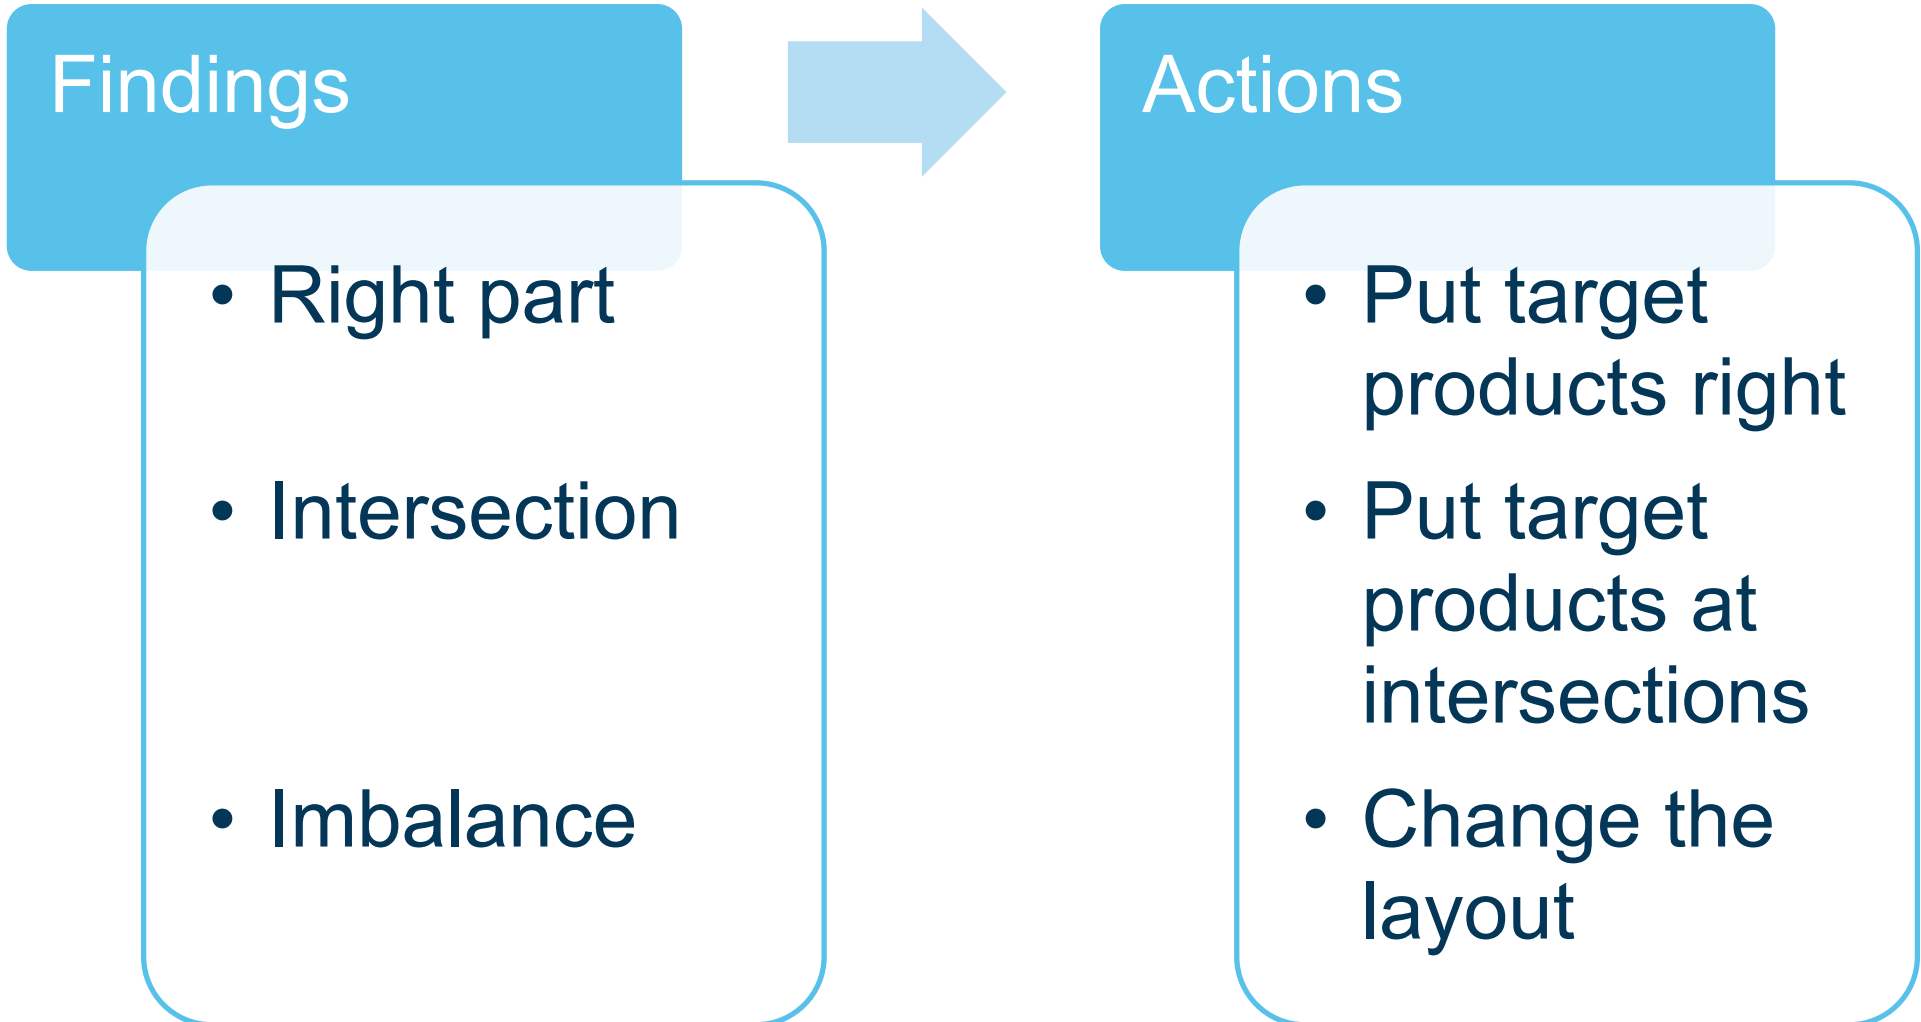 Findings
• Right part
• Intersection
• Imbalance
Actions
• Put target
products right
• Put target
products at
intersections
• Change the
layout